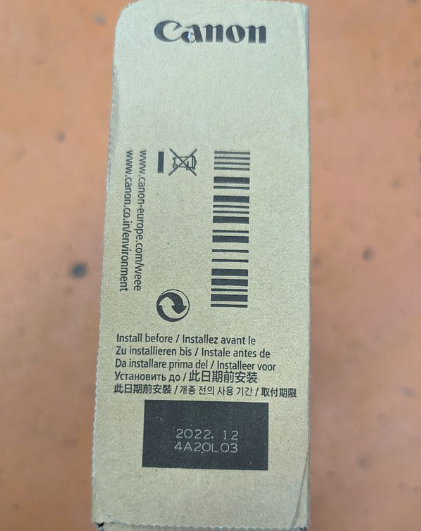 Canon
www.canon-europe.com/weee
www.canon.co.in/environment
Install before / Installez avant le
Zu installieren bis / Instale antes de
Da installare prima del / Installeer voor
Установить до / 此日期前安装
此日期前安裝 / 개봉 전의 사용 기간 / 取付期限
2022. 12
4A20L03